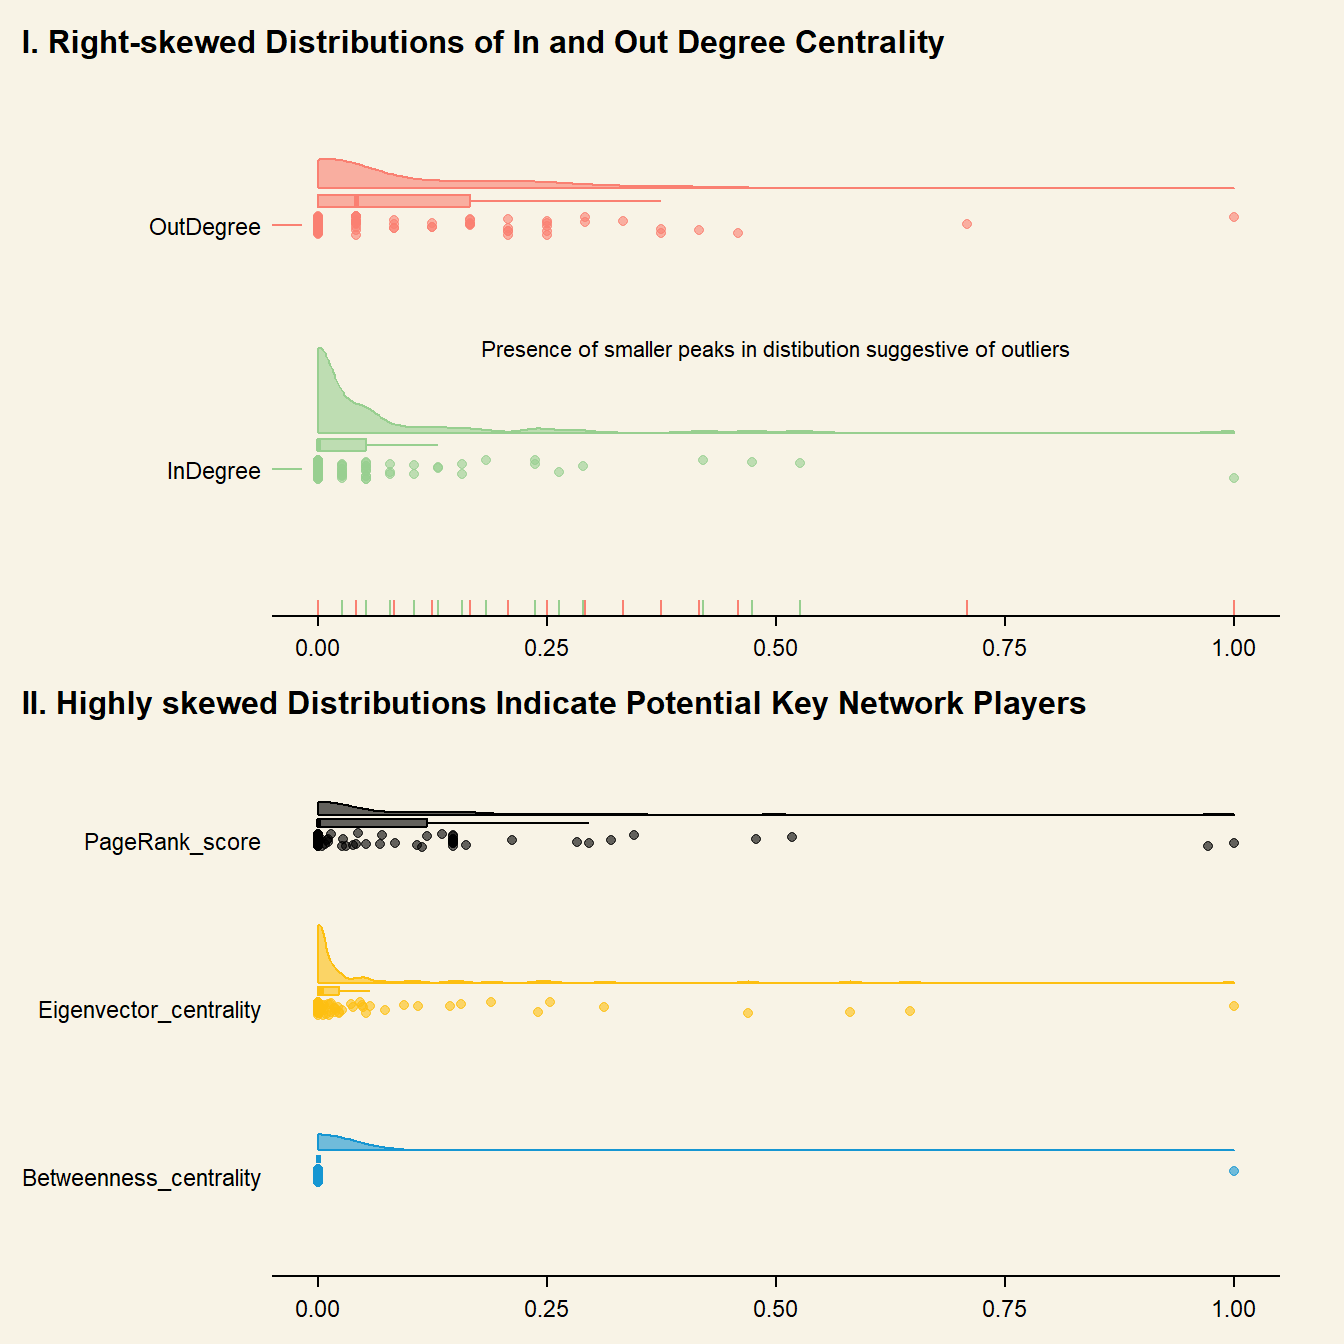 I. Right-skewed Distributions of In and Out Degree Centrality
OutDegree
Presence of smaller peaks in distibution suggestive of outliers
InDegree
0.00 0.25 0.50 0.75 1.00
II. Highly skewed Distributions Indicate Potential Key Network Players
PageRank_score
Eigenvector_centrality
Betweenness_centrality
0.00 0.25 0.50 0.75 1.00